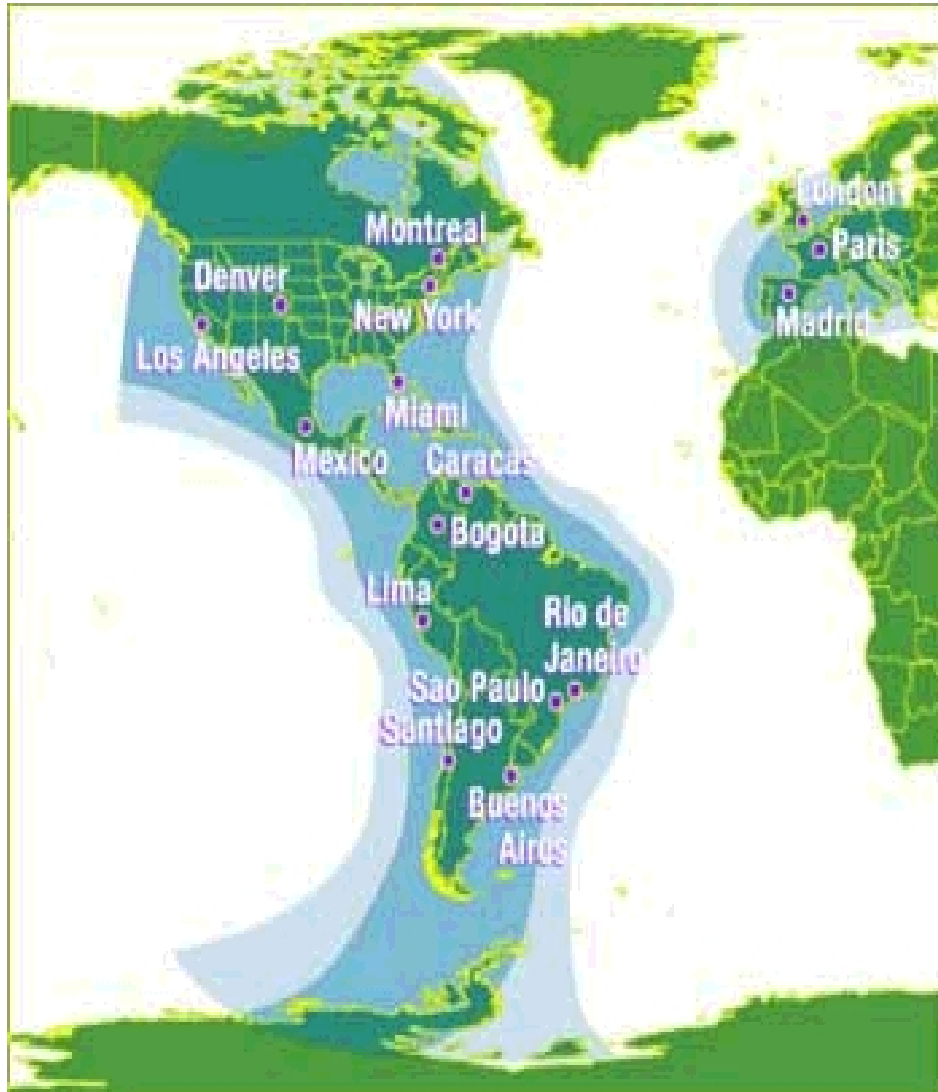 London
Montreal
Paris
Denver
New York
Madrid
Los Angeles
Miami
Mexico
Caracas
Bogota
Lima
Rio de
Janeiro
Sao Paulo
Santiago
Buenos
Aires